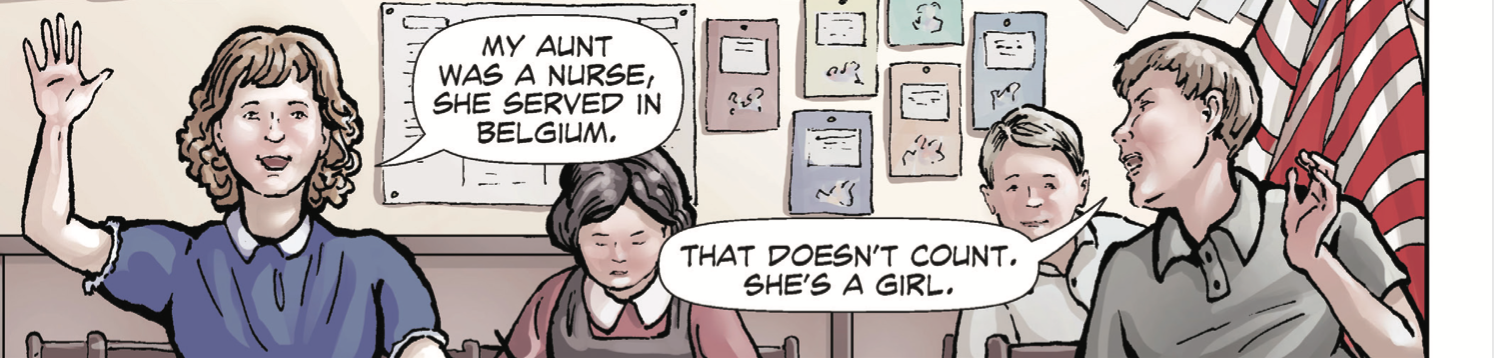 MY AUNT
WAS A NURSE,
SHE SERVED IN
BELGIUM.
THAT DOESN'T COUNT.
SHE'S A GIRL.